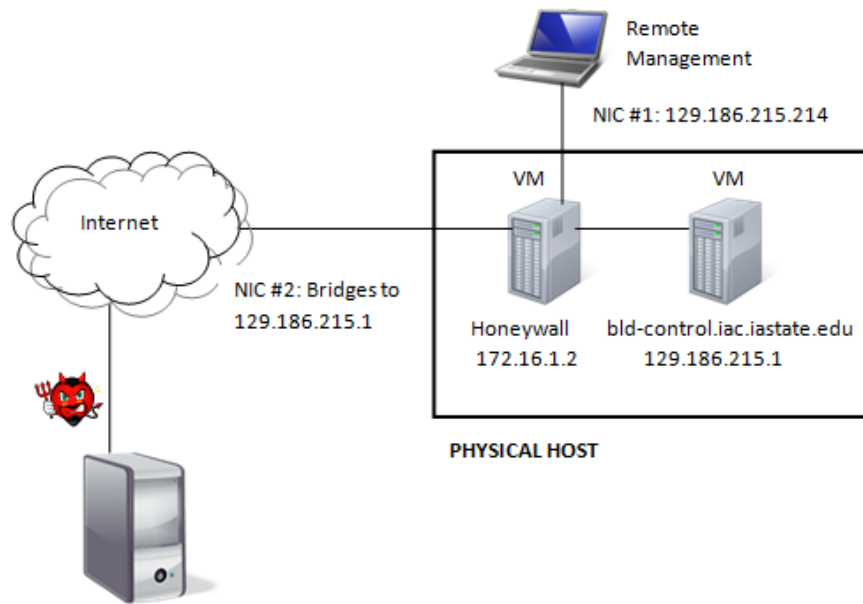 Remote
Management
NIC #1: 129.186.215.214
VM
VM
Internet
NIC #2: Bridges to
129.186.215.1
Honeywall
172.16.1.2
bld-control.iac.iastate.edu
129.186.215.1
PHYSICAL HOST